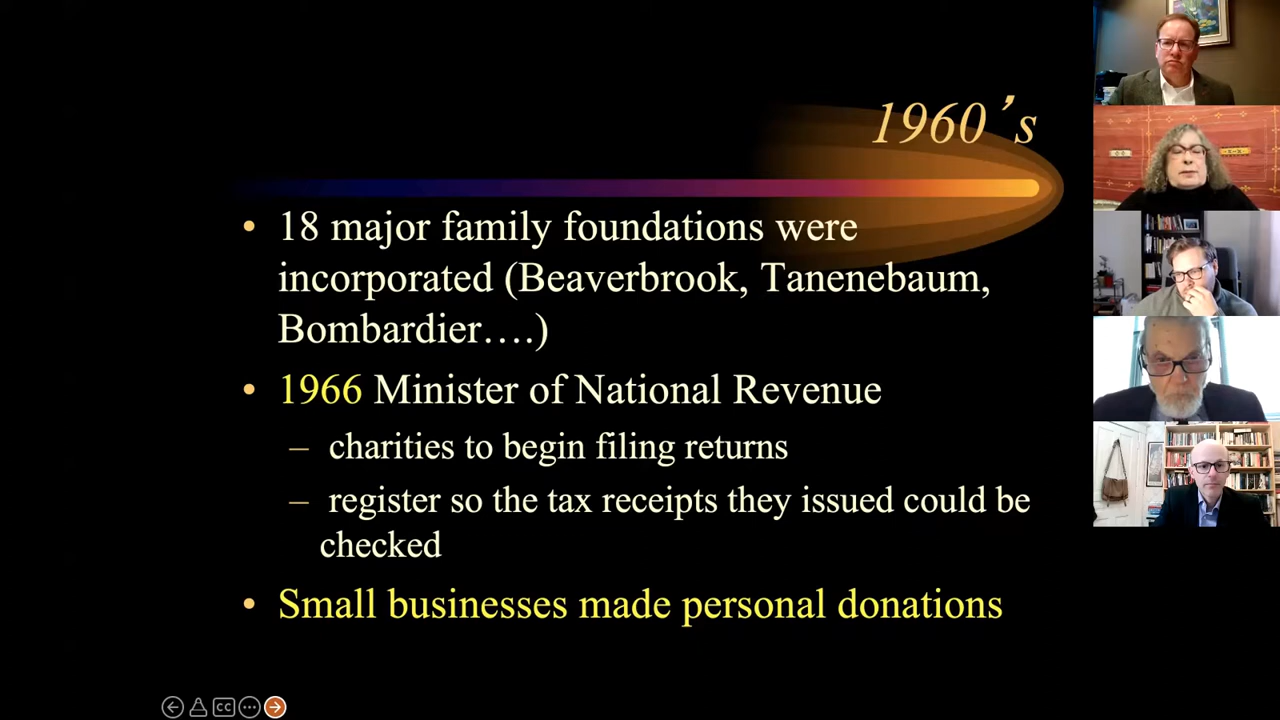 1960's
• 18 major family foundations were
incorporated (Beaverbrook, Tanenebaum,
Bombardier….)
• 1966 Minister of National Revenue
– charities to begin filing returns
– register so the tax receipts they issued could be
checked
• Small businesses made personal donations
CC